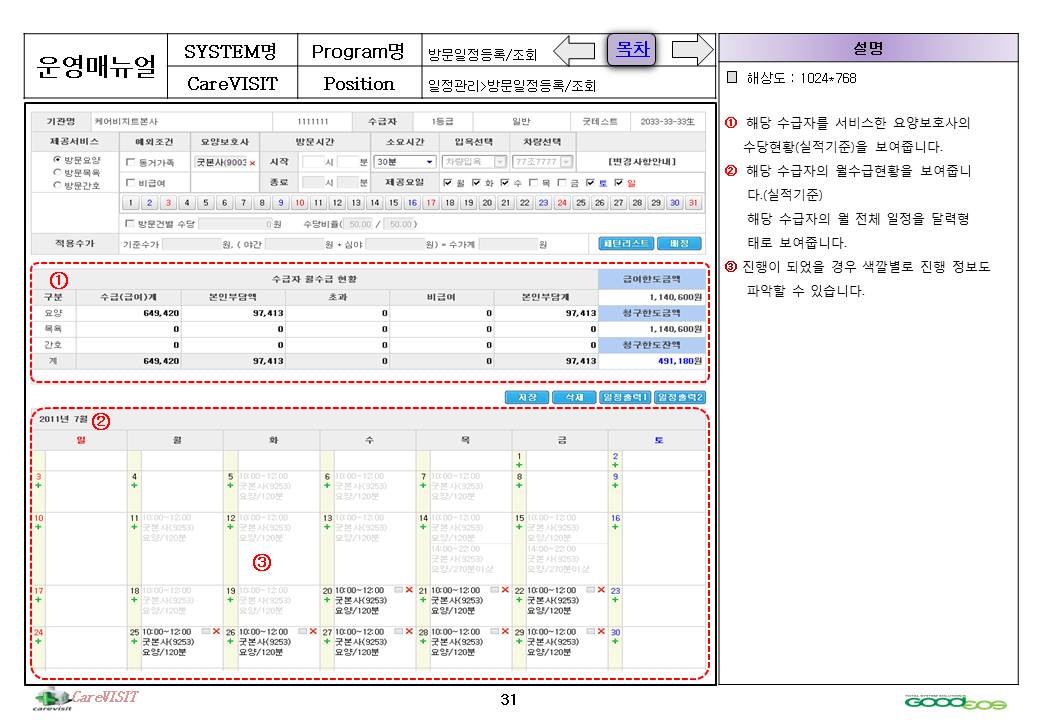 운영매뉴얼
SYSTEM명
Program명
방문일정등록/조회
목차
CareVISIT
Position
일정관리>방문일정등록/조회
설명
해상도 : 1024*768
① 해당 수급자를 서비스한 요양보호사의
수당현황(실적기준)을 보여줍니다.
② 해당 수급자의 월수급현황을 보여줍니
다.(실적기준)
해당 수급자의 월 전체 일정을 달력형
태로 보여줍니다.
③ 진행이 되었을 경우 색깔별로 진행 정보도
파악할 수 있습니다.
기관명 케어비지트본사 1111111 수급자 1등급 일반 굿테스트 2033-33-33生
제공서비스 예외조건 요양보호사 방문시간 소요시간 입욕선택 차량선택
방문요양 동거가족 굿본사(9003 × 시작 시 분 30분 차량입욕 77조7777 [변경사항안내]
방문목욕
방문간호 비급여 종료 시 분 제공요일 월 화 수 목 금 토 일
1 2 3 4 5 6 7 8 9 10 11 12 13 14 15 16 17 18 19 20 21 22 23 24 25 26 27 28 29 30 31
방문건별 수당 0 원 수당비율( 50.00 / 50.00 )
적용수가 기준수가 원, ( 야간 원 + 심야 원) = 수가계 원 패턴리스트 배정
① 수급자 월수급 현황 급여한도금액
구분 수급(급여)계 본인부담액 초과 비급여 본인부담계 1,140,600원
요양 649,420 97,413 0 0 97,413 청구한도금액
목욕 0 0 0 0 0 1,140,600원
간호 0 0 0 0 0 청구한도잔액
계 649,420 97,413 0 0 97,413 491,180원
저장 삭제 일정출력1 일정출력2
2011년 7월 ②
일 월 화 수 목 금 토
1 2
+ +
3 4 5 10:00~12:00 6 10:00~12:00 7 10:00~12:00 8 9
+ + + 굿본사(9253) + 굿본사(9253) + 굿본사(9253) + +
요양/120분 요양/120분 요양/120분
10 11 10:00~12:00 12 10:00~12:00 13 10:00~12:00 14 10:00~12:00 15 10:00~12:00 16
+ + 굿본사(9253) + 굿본사(9253) + 굿본사(9253) + 굿본사(9253) + 굿본사(9253) +
요양/120분 요양/120분 요양/120분 요양/120분 요양/120분
14:00~22:00 14:00~22:00
③ 굿본사(9253) 굿본사(9253)
요양/270분이상 요양/270분이상
17 18 10:00~12:00 19 10:00~12:00 20 10:00~12:00 × 21 10:00~12:00 × 22 10:00~12:00 × 23
+ + 굿본사(9253) + 굿본사(9253) + 굿본사(9253) + 굿본사(9253) + 굿본사(9253) +
요양/120분 요양/120분 요양/120분 요양/120분 요양/120분
24 25 10:00~12:00 × 26 10:00~12:00 × 27 10:00~12:00 × 28 10:00~12:00 × 29 10:00~12:00 × 30
+ + 굿본사(9253) + 굿본사(9253) + 굿본사(9253) + 굿본사(9253) + 굿본사(9253) +
요양/120분 요양/120분 요양/120분 요양/120분 요양/120분
CareVISIT
carevisit
31
TOTAL SYSTEM SOLUTIONS
GOODEOS